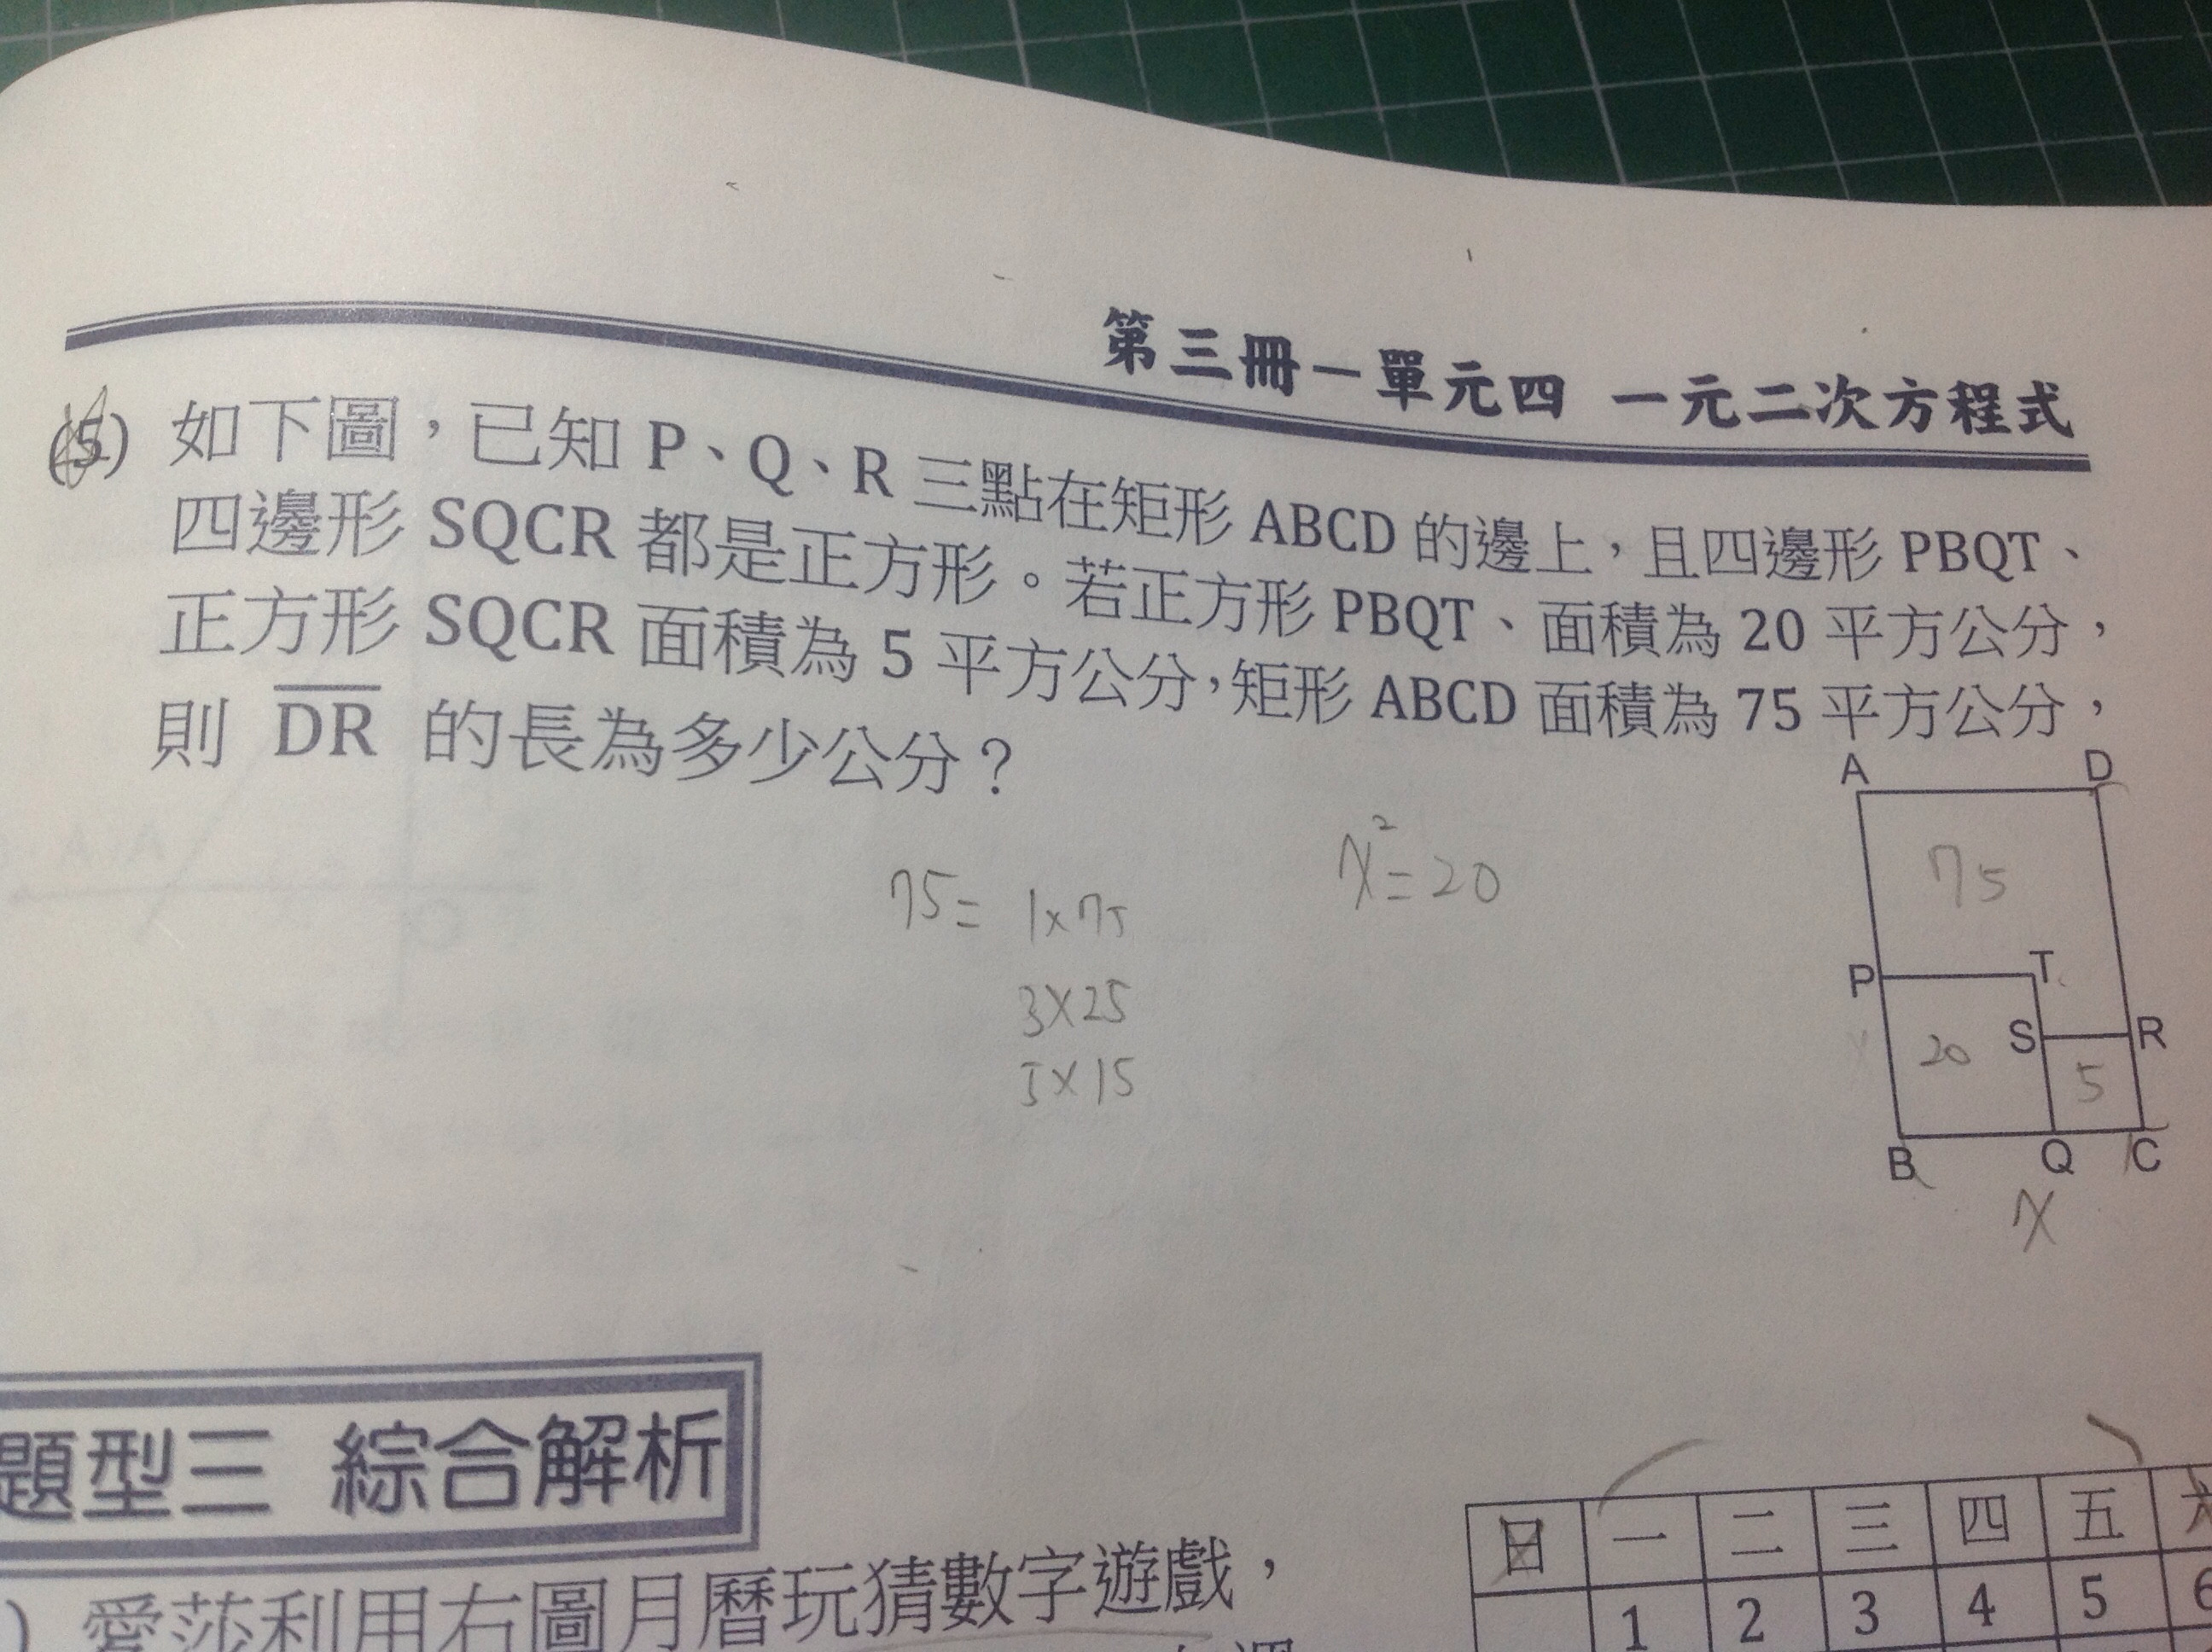 第三冊－單元四 一元二次方程式
(5) 如下圖，已知 P、Q、R 三點在矩形 ABCD 的邊上，且四邊形 PBQT、
四邊形 SQCR 都是正方形。若正方形 PBQT、面積為 20 平方公分，
正方形 SQCR 面積為 5 平方公分，矩形 ABCD 面積為 75 平方公分，
則 DR 的長為多少公分？
A D
75= 1×75
x²=20
75
3×25
P T
5×15
20 S R
5
B Q C
x
題型三 綜合解析
日 一 二 三 四 五 六
) 愛莎利用右圖月曆玩猜數字遊戲，
1 2 3 4 5 6